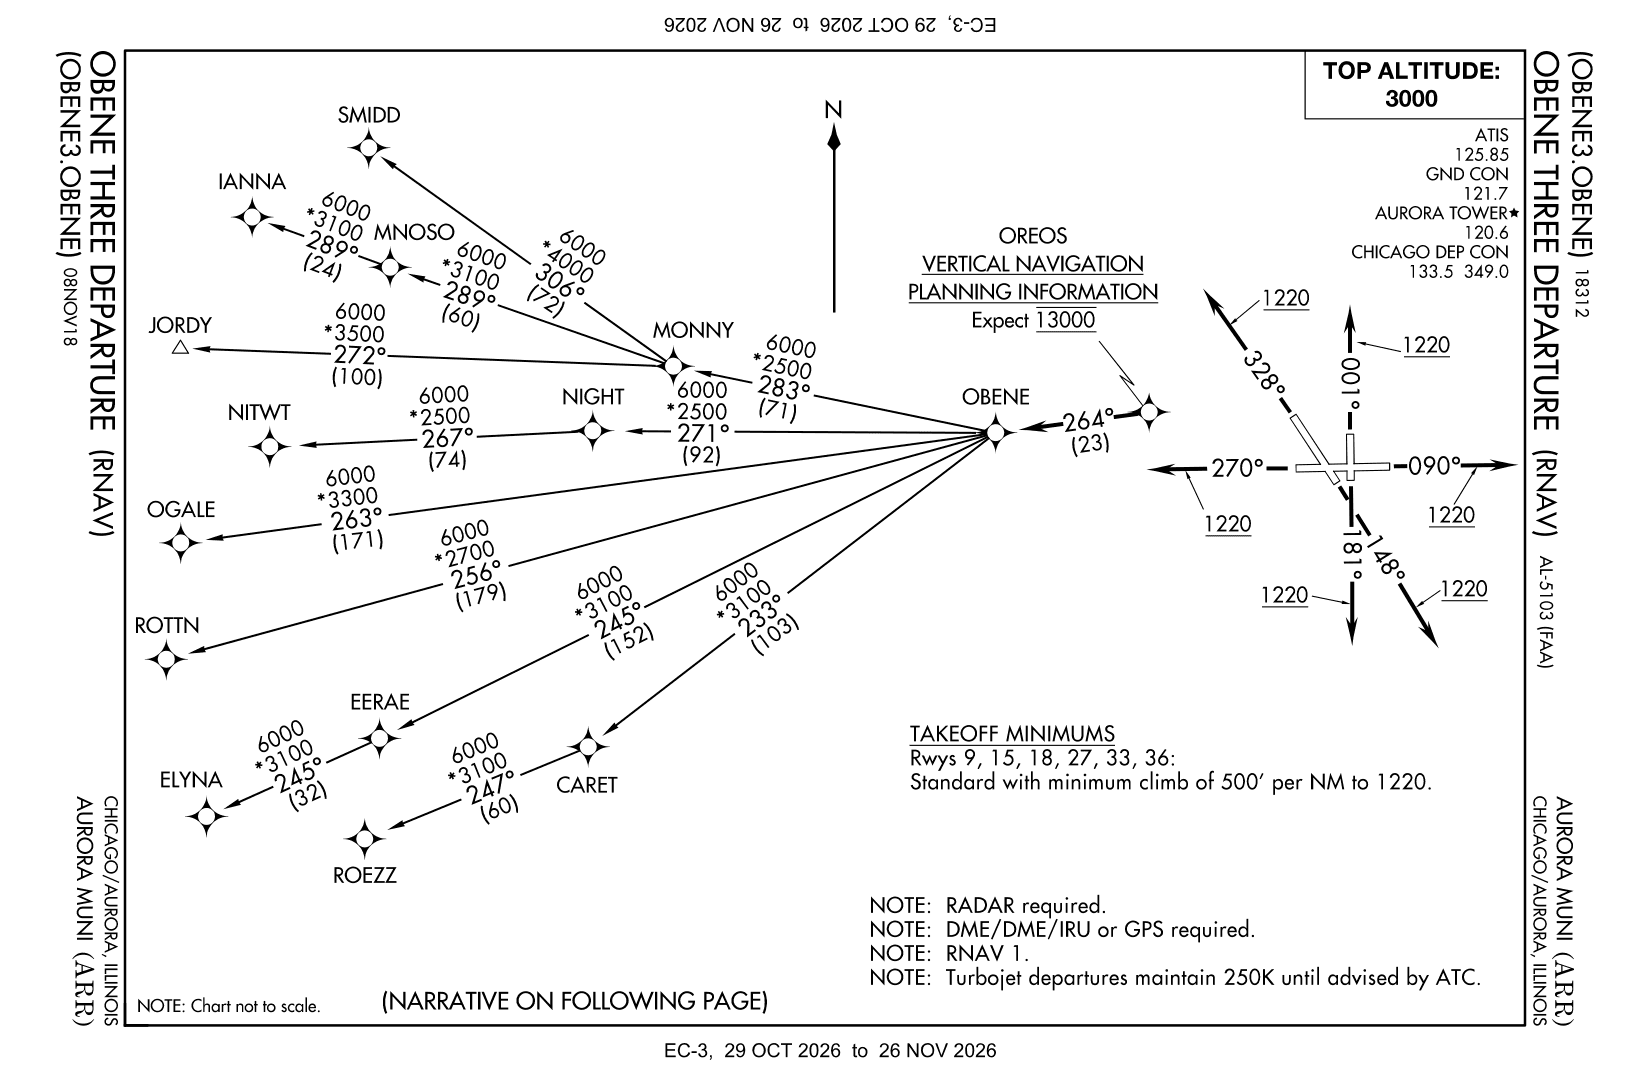 EC-3, 29 OCT 2026 to 26 NOV 2026
OBENE THREE DEPARTURE (RNAV)
(OBENE3.OBENE) 08NOV18
CHICAGO/AURORA, ILLINOIS
AURORA MUNI (ARR)
(OBENE3.OBENE) 18312
OBENE THREE DEPARTURE (RNAV)
AL-5103 (FAA)
AURORA MUNI (ARR)
CHICAGO/AURORA, ILLINOIS
TOP ALTITUDE:
3000
ATIS
125.85
GND CON
121.7
AURORA TOWER★
120.6
CHICAGO DEP CON
133.5 349.0
N
SMIDD
6000
*4000
306°
(72)
IANNA
6000
*3100
289°
(24)
MNOSO
6000
*3100
289°
(60)
JORDY
6000
*3500
272°
(100)
MONNY
6000
*2500
283°
(71)
NITWT
6000
*2500
267°
(74)
NIGHT
6000
*2500
271°
(92)
OBENE
264°
(23)
OREOS
VERTICAL NAVIGATION
PLANNING INFORMATION
Expect 13000
OGALE
6000
*3300
263°
(171)
ROTTN
6000
*2700
256°
(179)
EERAE
6000
*3100
245°
(152)
ELYNA
6000
*3100
245°
(32)
CARET
6000
*3100
233°
(103)
ROEZZ
6000
*3100
247°
(60)
328°
1220
001°
1220
270°
1220
090°
1220
181°
1220
148°
1220
TAKEOFF MINIMUMS
Rwys 9, 15, 18, 27, 33, 36:
Standard with minimum climb of 500' per NM to 1220.
NOTE: RADAR required.
NOTE: DME/DME/IRU or GPS required.
NOTE: RNAV 1.
NOTE: Turbojet departures maintain 250K until advised by ATC.
NOTE: Chart not to scale.
(NARRATIVE ON FOLLOWING PAGE)
EC-3, 29 OCT 2026 to 26 NOV 2026